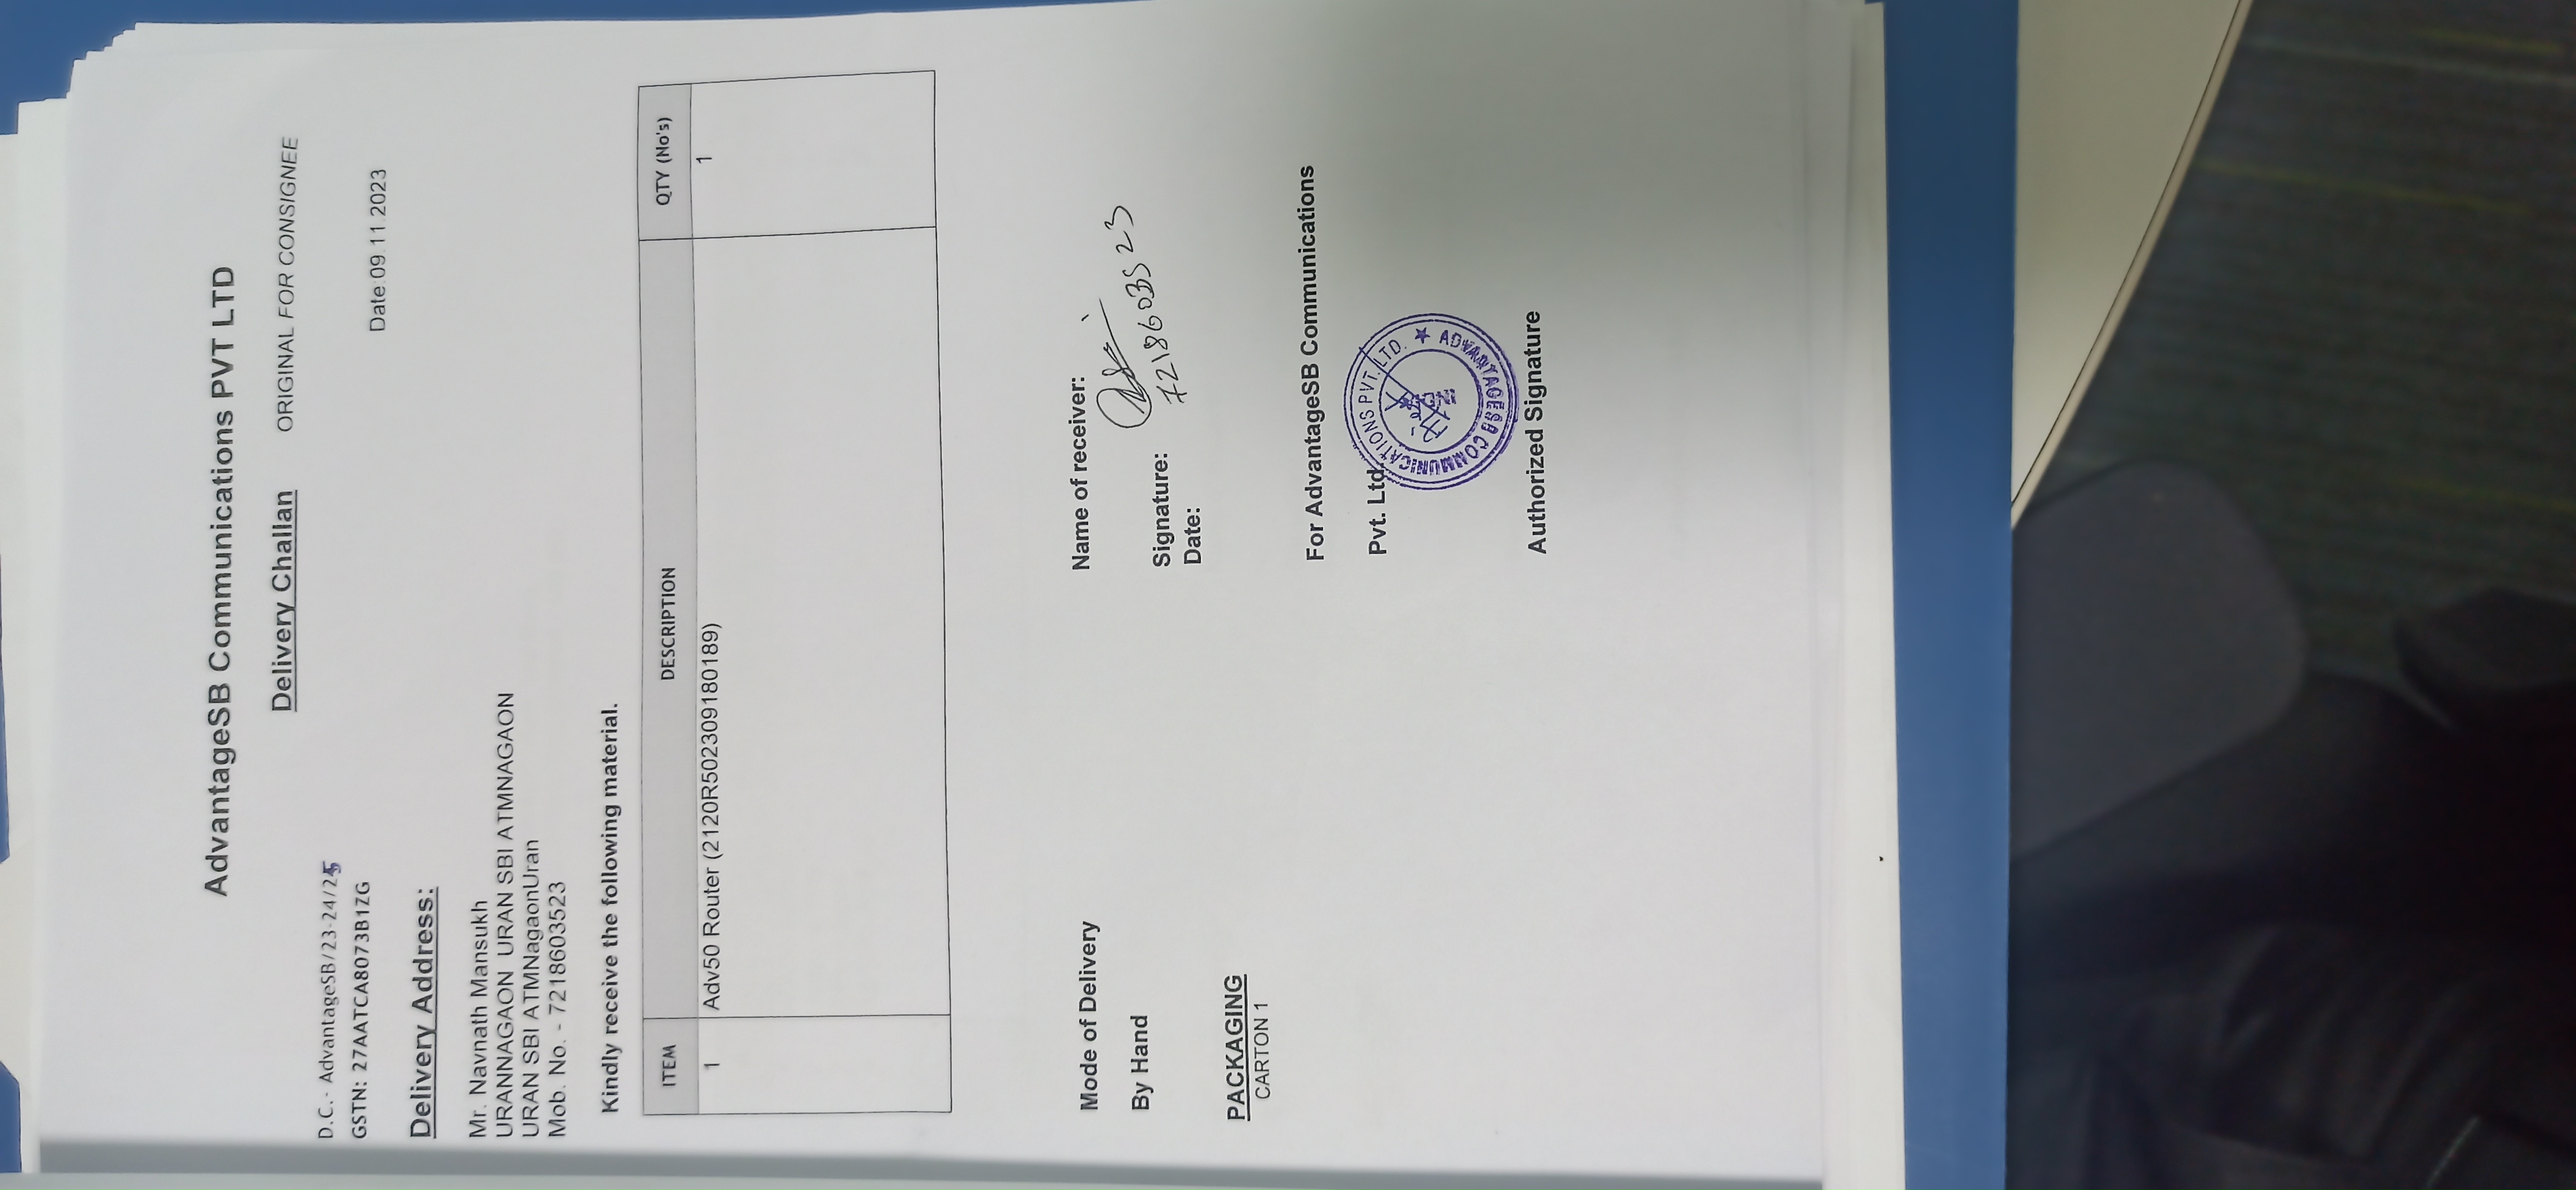 AdvantageSB Communications PVT LTD
Delivery Challan ORIGINAL FOR CONSIGNEE
D.C.- AdvantageSB/23-24/25
GSTN: 27AATCA8073B1ZG
Date:09.11.2023
Delivery Address:
Mr. Navnath Mansukh
URANNAGAON URAN SBI ATMNAGAON
URAN SBI ATMNagaonUran
Mob. No. - 7218603523
Kindly receive the following material.
ITEM DESCRIPTION QTY (No's)
1 Adv50 Router (2120R502309180189) 1
Mode of Delivery
By Hand
Name of receiver:
Signature: 7218603523
Date:
PACKAGING
CARTON 1
For AdvantageSB Communications
Pvt. Ltd.
ADVANTAGESB COMMUNICATIONS PVT. LTD. ★
Authorized Signature